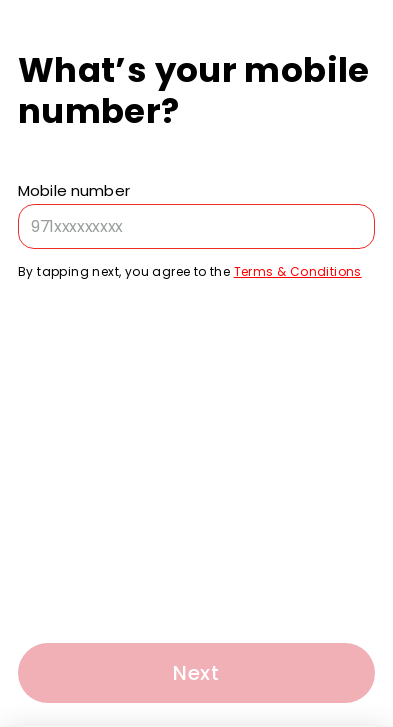 What’s your mobile
number?
Mobile number
971xxxxxxxxx
By tapping next, you agree to the Terms & Conditions
Next